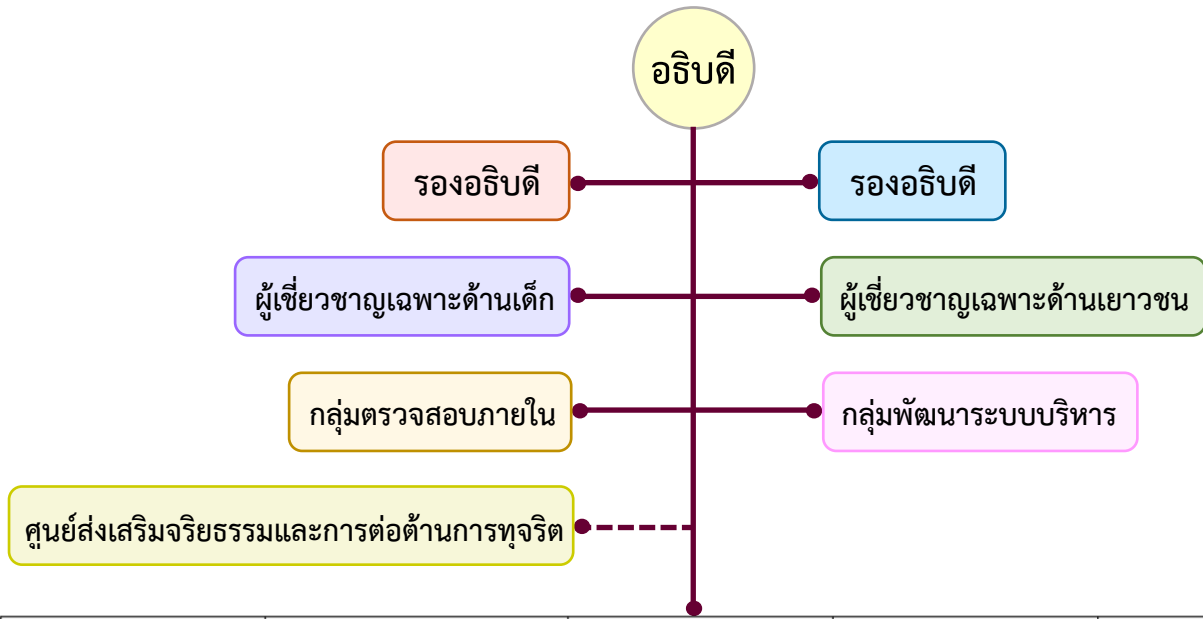 อธิบดี
รองอธิบดี
รองอธิบดี
ผู้เชี่ยวชาญเฉพาะด้านเด็ก
ผู้เชี่ยวชาญเฉพาะด้านเยาวชน
กลุ่มตรวจสอบภายใน
กลุ่มพัฒนาระบบบริหาร
ศูนย์ส่งเสริมจริยธรรมและการต่อต้านการทุจริต